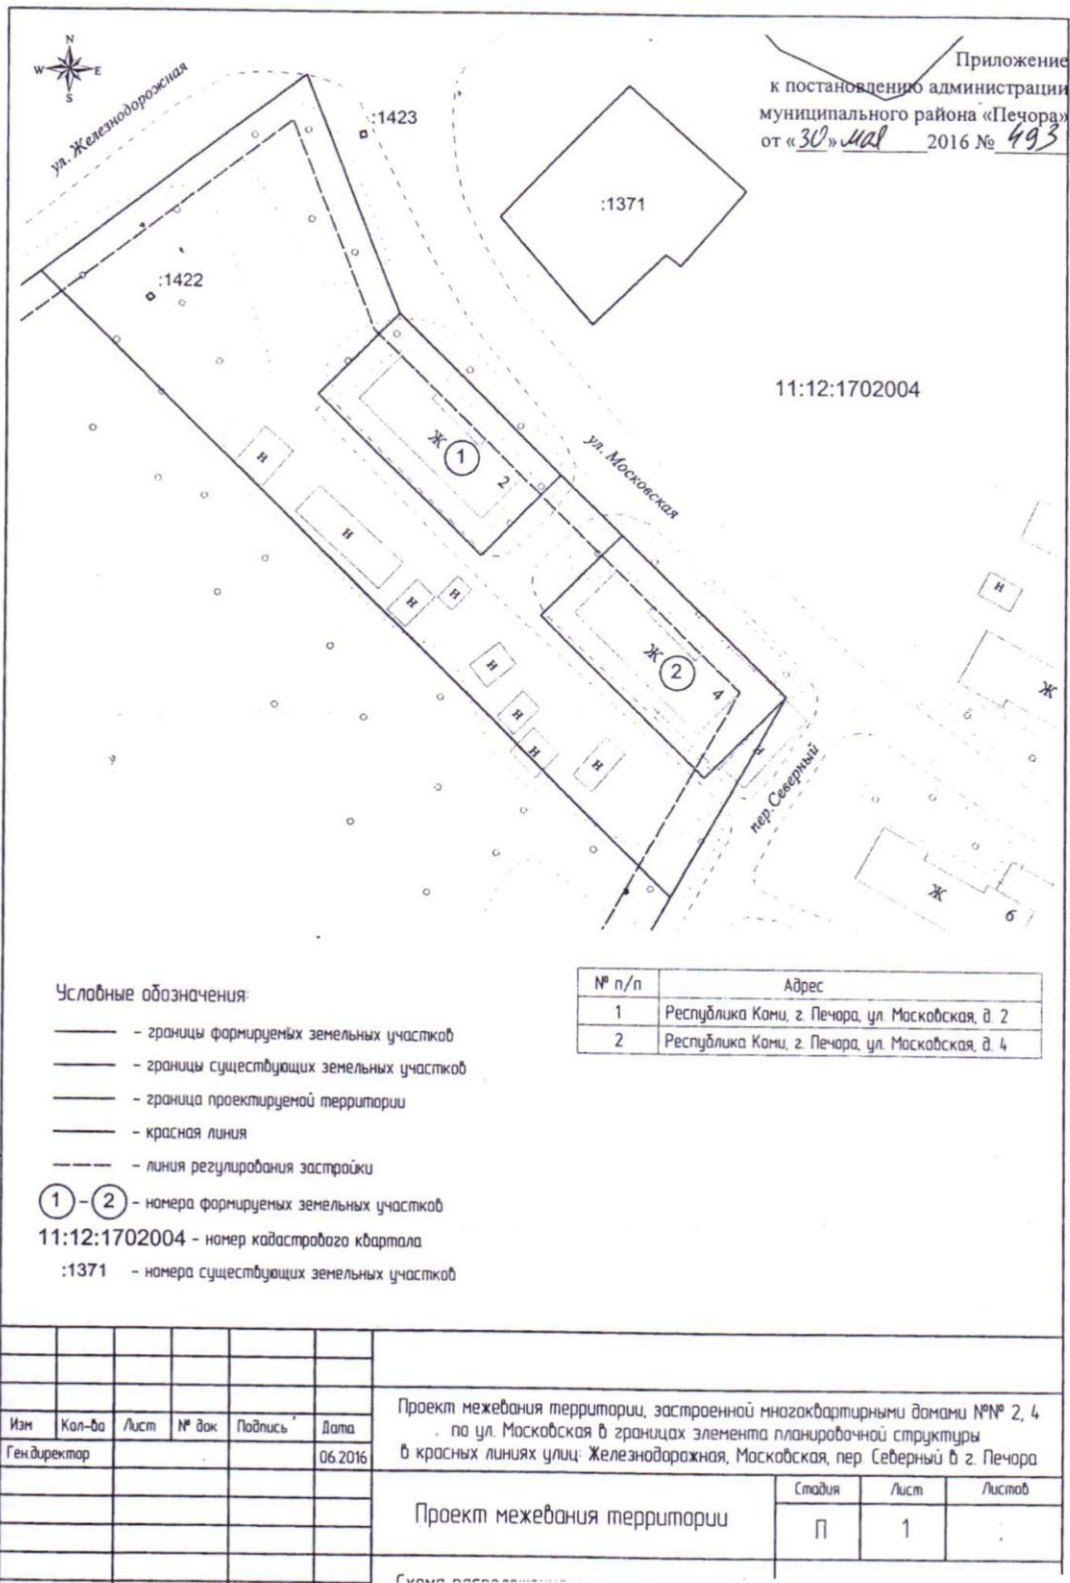 N
W E
S
Приложение
к постановлению администрации
муниципального района «Печора»
от «30» мая 2016 № 493
ул. Железнодорожная
:1423
:1371
:1422
11:12:1702004
Ж 1
2
ул. Московская
н
н
н
н
н
н
н
н
н
Ж 2
4
пер.Северный
Ж
Ж
б
Условные обозначения:
– границы формируемых земельных участков
– границы существующих земельных участков
– граница проектируемой территории
– красная линия
– линия регулирования застройки
1 – 2 – номера формируемых земельных участков
11:12:1702004 – номер кадастрового квартала
:1371 – номера существующих земельных участков
№ п/п Адрес
1 Республика Коми, г. Печора, ул. Московская, д. 2
2 Республика Коми, г. Печора, ул. Московская, д. 4
Изм Кол-во Лист № док Подпись Дата
Ген.директор 06.2016
Проект межевания территории, застроенной многоквартирными домами №№ 2, 4
по ул. Московская в границах элемента планировочной структуры
в красных линиях улиц: Железнодорожная, Московская, пер. Северный в г. Печора
Проект межевания территории
Стадия Лист Листов
П 1